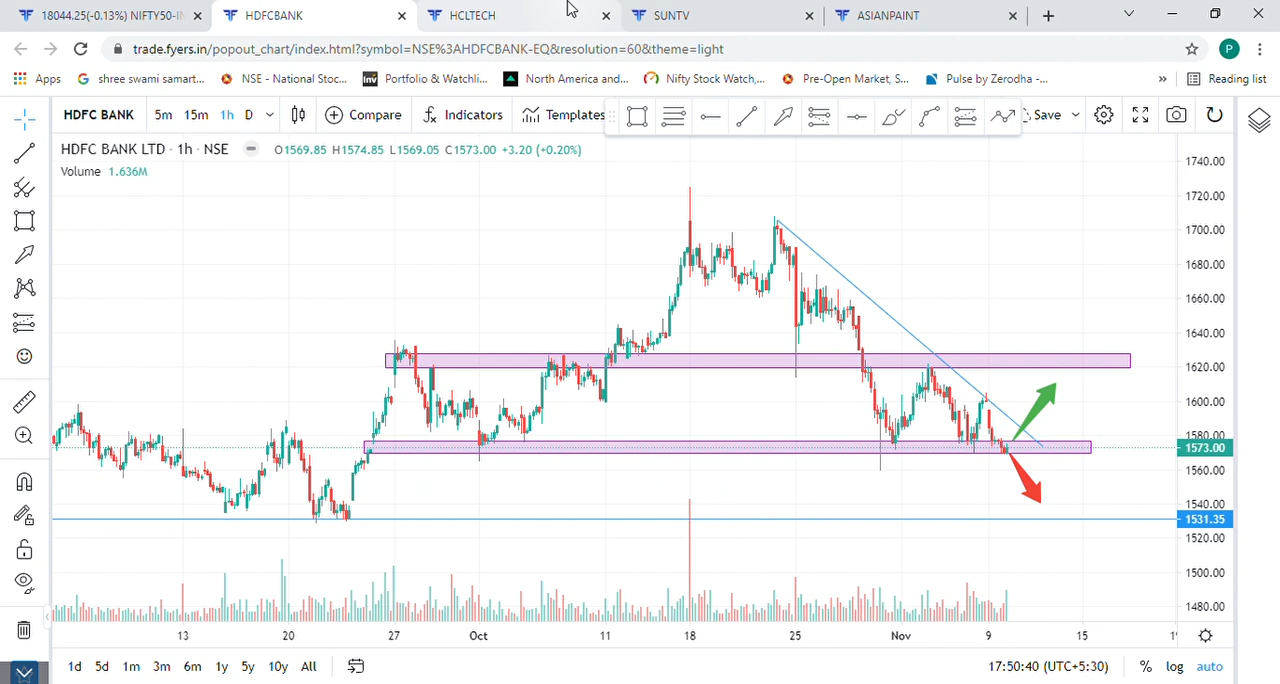 18044.25(-0.13%) NIFTY50-IN
HDFCBANK
HCLTECH
SUNTV
ASIANPAINT
trade.fyers.in/popout_chart/index.html?symbol=NSE%3AHDFCBANK-EQ&resolution=60&theme=light
P
Apps
shree swami samart...
NSE - National Stoc...
Inv
Portfolio & Watchli...
North America and...
Nifty Stock Watch,...
Pre-Open Market, S...
Pulse by Zerodha -...
»
Reading list
HDFC BANK 5m 15m 1h D Compare Indicators Templates Save
HDFC BANK LTD · 1h · NSE O1569.85 H1574.85 L1569.05 C1573.00 +3.20 (+0.20%)
Volume 1.636M
1740.00
1720.00
1700.00
1680.00
1660.00
1640.00
1620.00
1600.00
1580.00
1573.00
1560.00
1540.00
1531.35
1520.00
1500.00
1480.00
13 20 27 Oct 11 18 25 Nov 9 15
1d 5d 1m 3m 6m 1y 5y 10y All 17:50:40 (UTC+5:30) % log auto